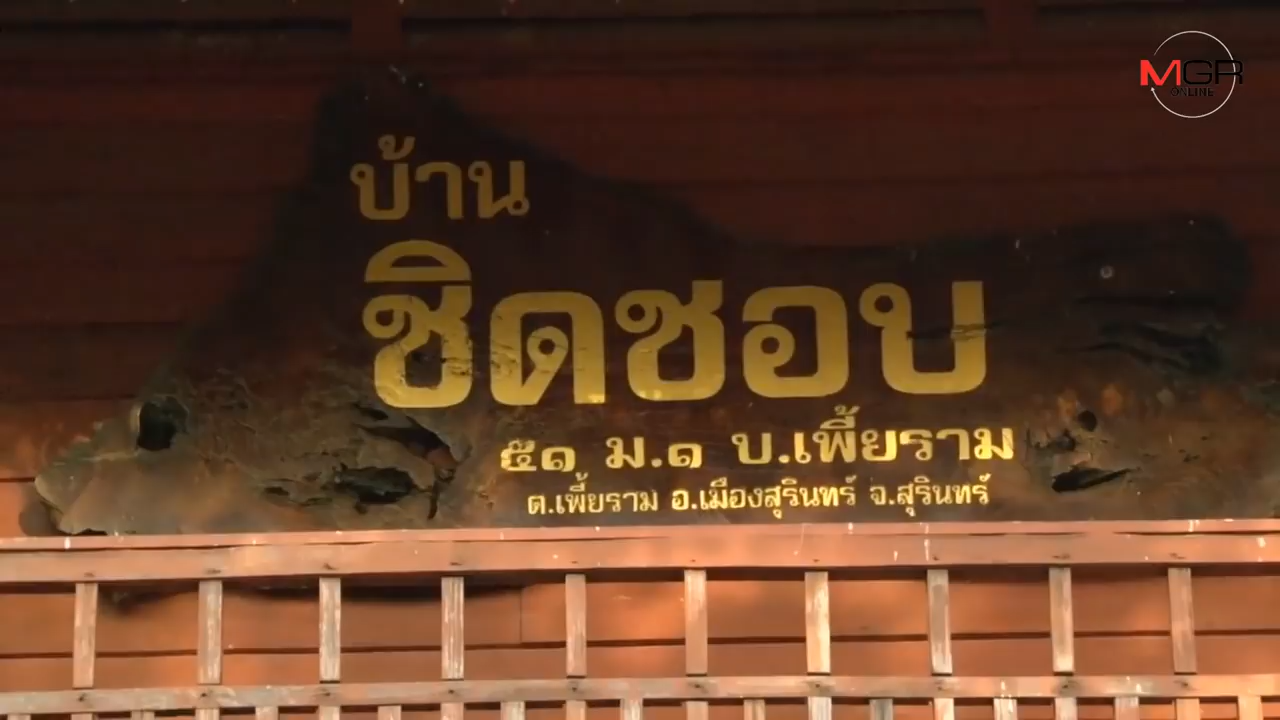 MGR
ONLINE
บ้าน
ชิดชอบ
๕๑ ม.๑ บ.เพี้ยราม
ต.เพี้ยราม อ.เมืองสุรินทร์ จ.สุรินทร์